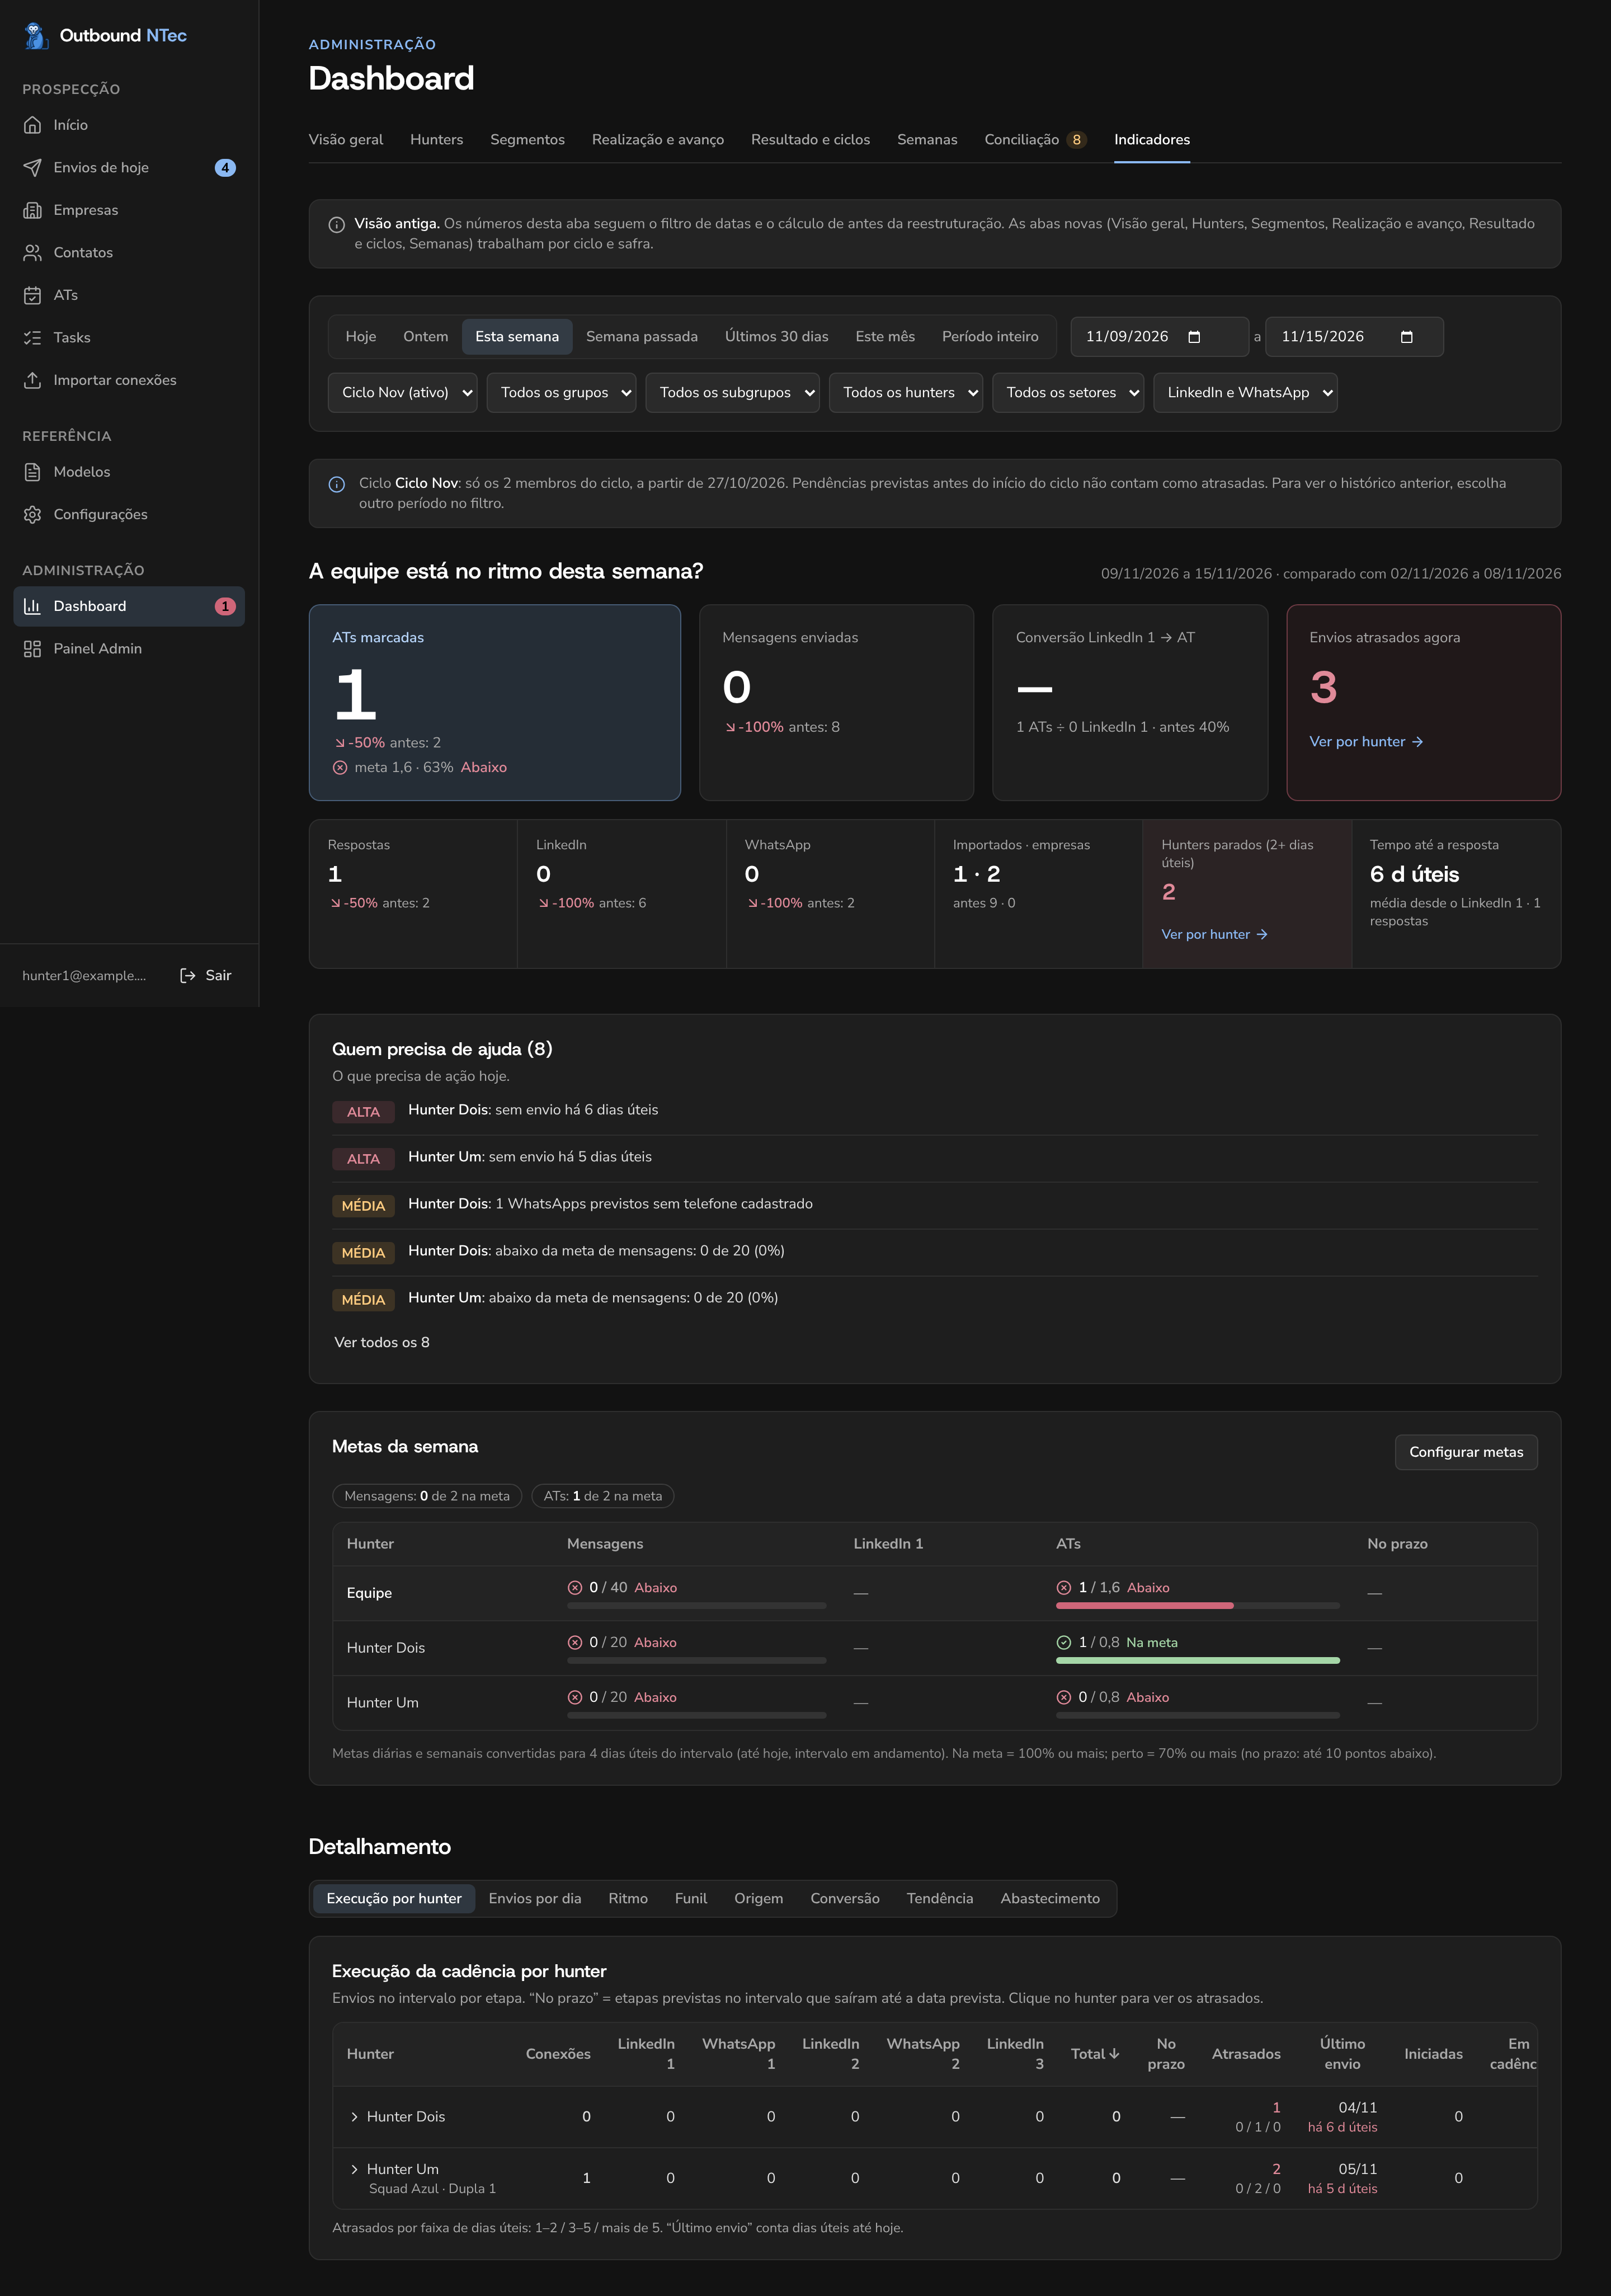 Outbound NTec
PROSPECÇÃO
Início
Envios de hoje 4
Empresas
Contatos
ATs
Tasks
Importar conexões
REFERÊNCIA
Modelos
Configurações
ADMINISTRAÇÃO
Dashboard 1
Painel Admin
hunter1@example.... Sair
ADMINISTRAÇÃO
Dashboard
Visão geral Hunters Segmentos Realização e avanço Resultado e ciclos Semanas Conciliação 8 Indicadores
Visão antiga. Os números desta aba seguem o filtro de datas e o cálculo de antes da reestruturação. As abas novas (Visão geral, Hunters, Segmentos, Realização e avanço, Resultado
e ciclos, Semanas) trabalham por ciclo e safra.
Hoje Ontem Esta semana Semana passada Últimos 30 dias Este mês Período inteiro 11/09/2026 a 11/15/2026
Ciclo Nov (ativo) Todos os grupos Todos os subgrupos Todos os hunters Todos os setores LinkedIn e WhatsApp
Ciclo Ciclo Nov: só os 2 membros do ciclo, a partir de 27/10/2026. Pendências previstas antes do início do ciclo não contam como atrasadas. Para ver o histórico anterior, escolha
outro período no filtro.
A equipe está no ritmo desta semana?
09/11/2026 a 15/11/2026 · comparado com 02/11/2026 a 08/11/2026
ATs marcadas
1
↘-50% antes: 2
meta 1,6 · 63% Abaixo
Mensagens enviadas
0
↘-100% antes: 8
Conversão LinkedIn 1 → AT
—
1 ATs ÷ 0 LinkedIn 1 · antes 40%
Envios atrasados agora
3
Ver por hunter →
Respostas
1
↘-50% antes: 2
LinkedIn
0
↘-100% antes: 6
WhatsApp
0
↘-100% antes: 2
Importados · empresas
1 · 2
antes 9 · 0
Hunters parados (2+ dias
úteis)
2
Ver por hunter →
Tempo até a resposta
6 d úteis
média desde o LinkedIn 1 · 1
respostas
Quem precisa de ajuda (8)
O que precisa de ação hoje.
ALTA Hunter Dois: sem envio há 6 dias úteis
ALTA Hunter Um: sem envio há 5 dias úteis
MÉDIA Hunter Dois: 1 WhatsApps previstos sem telefone cadastrado
MÉDIA Hunter Dois: abaixo da meta de mensagens: 0 de 20 (0%)
MÉDIA Hunter Um: abaixo da meta de mensagens: 0 de 20 (0%)
Ver todos os 8
Metas da semana
Configurar metas
Mensagens: 0 de 2 na meta ATs: 1 de 2 na meta
Hunter Mensagens LinkedIn 1 ATs No prazo
Equipe 0 / 40 Abaixo — 1 / 1,6 Abaixo —
Hunter Dois 0 / 20 Abaixo — 1 / 0,8 Na meta —
Hunter Um 0 / 20 Abaixo — 0 / 0,8 Abaixo —
Metas diárias e semanais convertidas para 4 dias úteis do intervalo (até hoje, intervalo em andamento). Na meta = 100% ou mais; perto = 70% ou mais (no prazo: até 10 pontos abaixo).
Detalhamento
Execução por hunter Envios por dia Ritmo Funil Origem Conversão Tendência Abastecimento
Execução da cadência por hunter
Envios no intervalo por etapa. “No prazo” = etapas previstas no intervalo que saíram até a data prevista. Clique no hunter para ver os atrasados.
Hunter Conexões LinkedIn 1 WhatsApp 1 LinkedIn 2 WhatsApp 2 LinkedIn 3 Total ↓ No prazo Atrasados Último envio Iniciadas Em cadênc
Hunter Dois 0 0 0 0 0 0 0 — 1 04/11 0
0 / 1 / 0 há 6 d úteis
Hunter Um 1 0 0 0 0 0 0 — 2 05/11 0
Squad Azul · Dupla 1 0 / 2 / 0 há 5 d úteis
Atrasados por faixa de dias úteis: 1–2 / 3–5 / mais de 5. “Último envio” conta dias úteis até hoje.